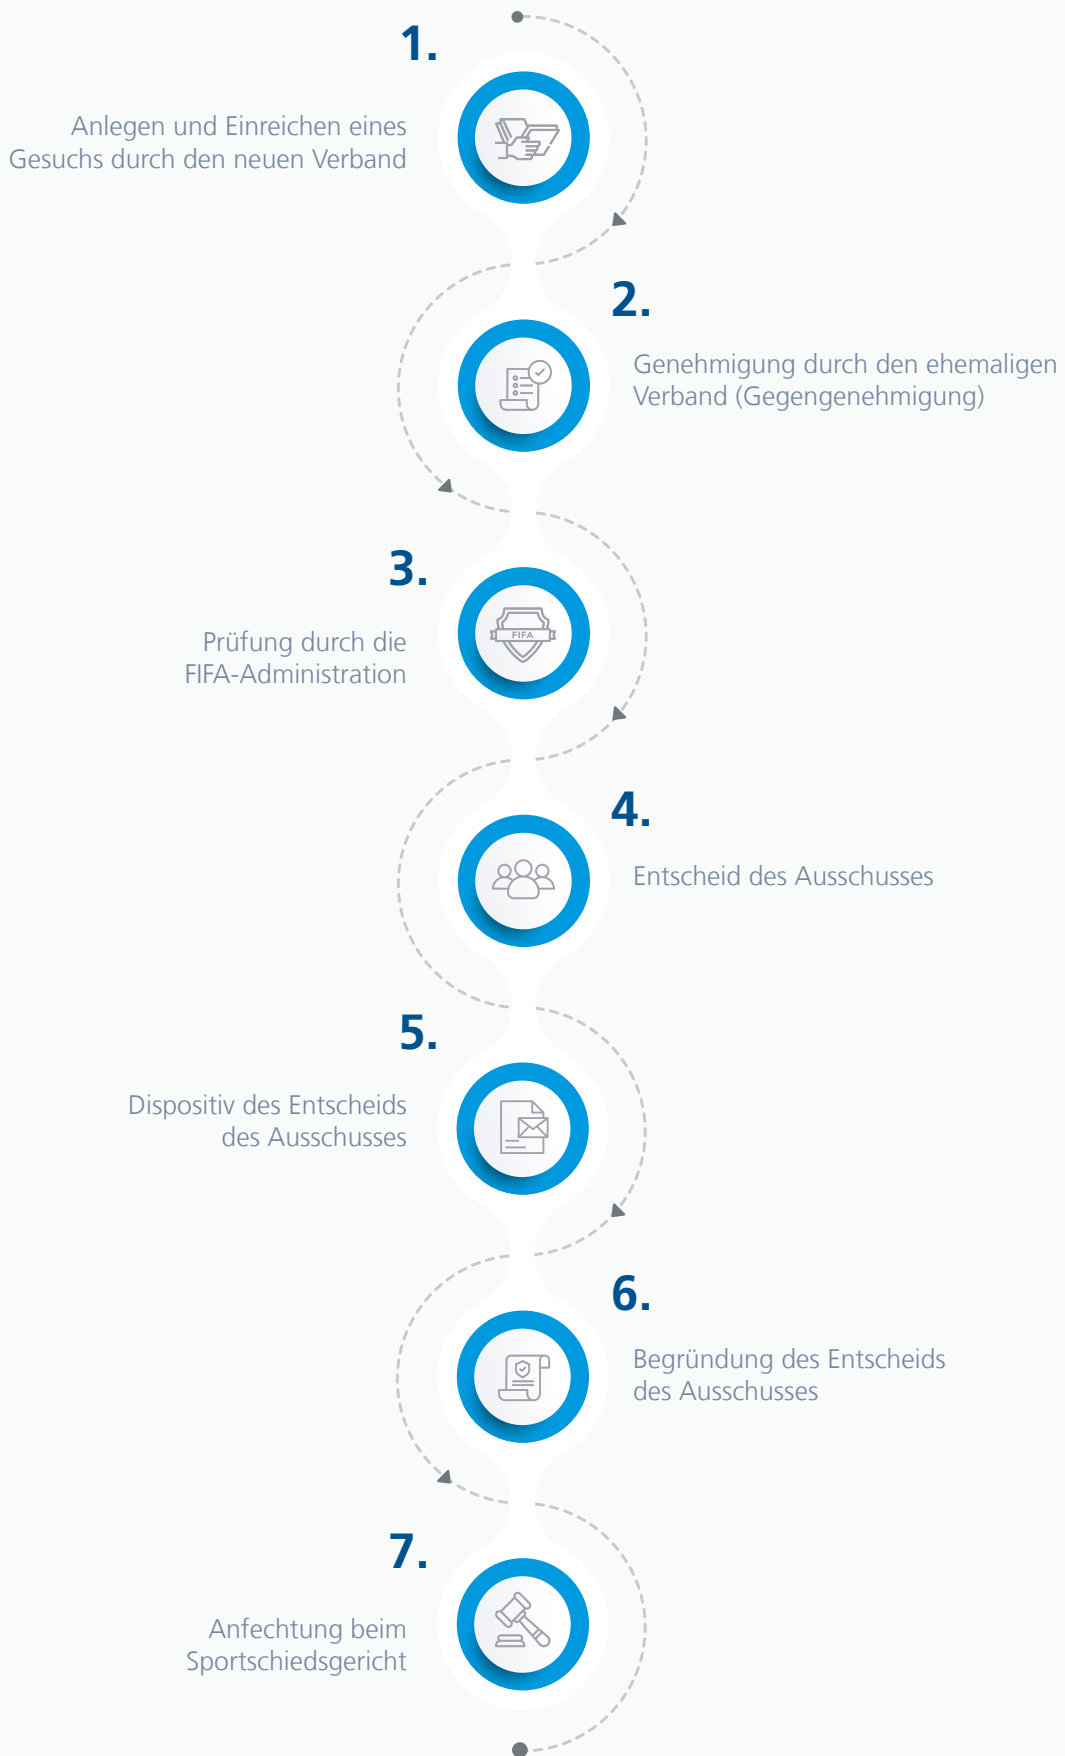 1.
Anlegen und Einreichen eines
Gesuchs durch den neuen Verband
2.
Genehmigung durch den ehemaligen
Verband (Gegengenehmigung)
3.
FIFA
Prüfung durch die
FIFA-Administration
4.
Entscheid des Ausschusses
5.
Dispositiv des Entscheids
des Ausschusses
6.
Begründung des Entscheids
des Ausschusses
7.
Anfechtung beim
Sportschiedsgericht